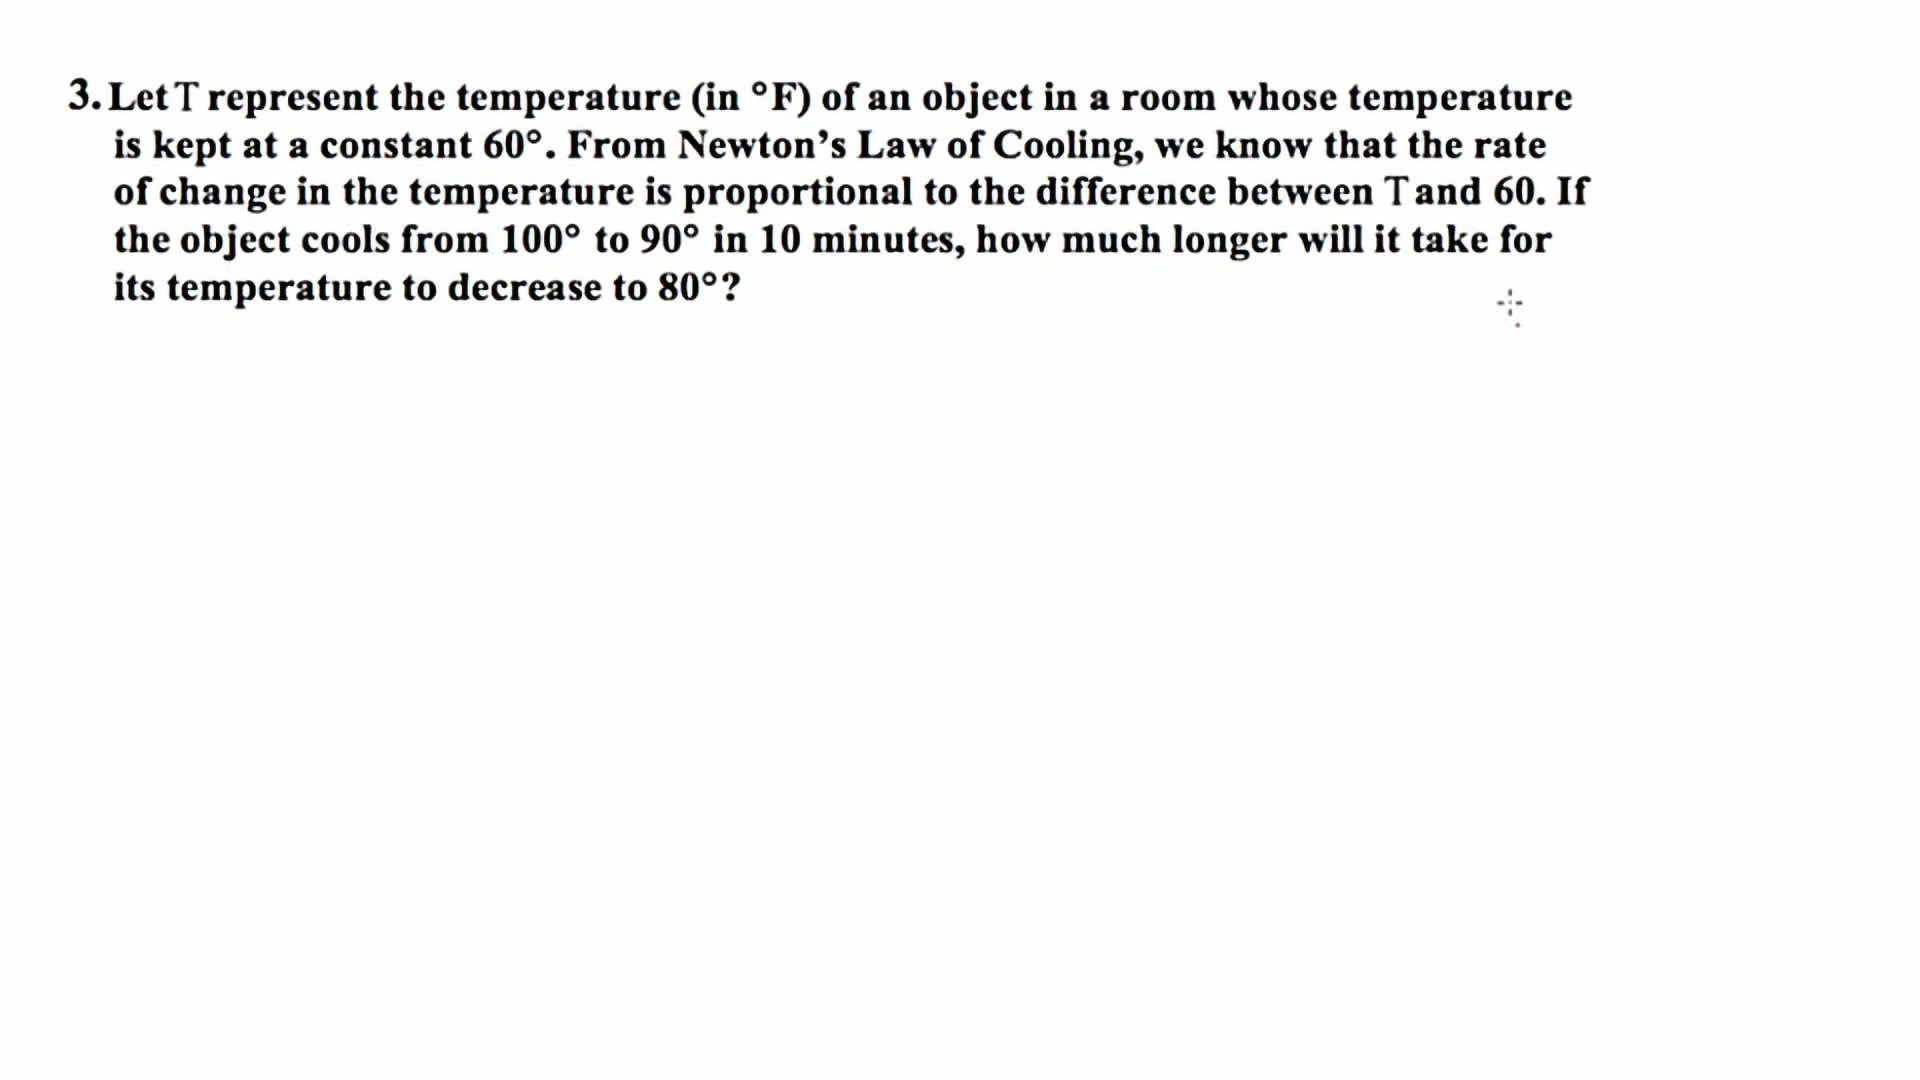 3. Let T represent the temperature (in °F) of an object in a room whose temperature
is kept at a constant 60°. From Newton’s Law of Cooling, we know that the rate
of change in the temperature is proportional to the difference between T and 60. If
the object cools from 100° to 90° in 10 minutes, how much longer will it take for
its temperature to decrease to 80°?